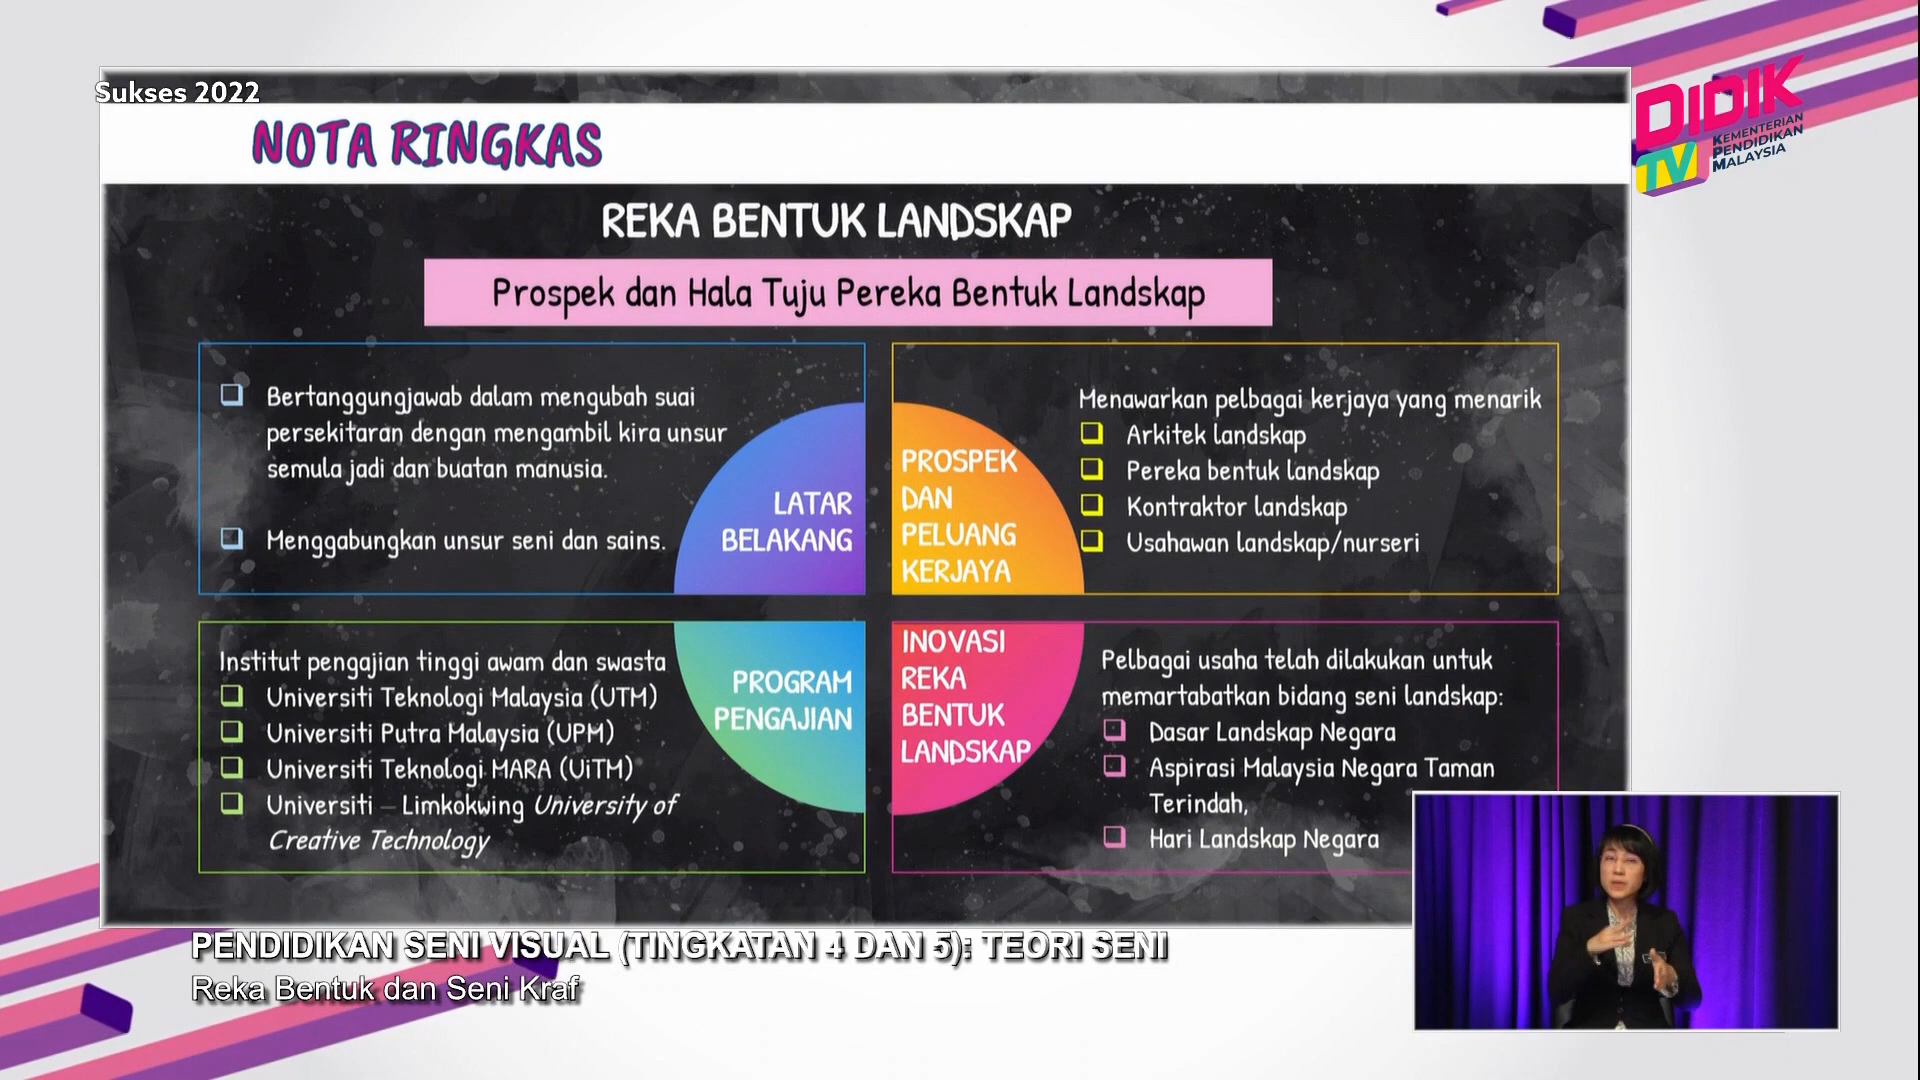 Sukses 2022
NOTA RINGKAS
DIDIK
TV
KEMENTERIAN
PENDIDIKAN
MALAYSIA
REKA BENTUK LANDSKAP
Prospek dan Hala Tuju Pereka Bentuk Landskap
Bertanggungjawab dalam mengubah suai
persekitaran dengan mengambil kira unsur
semula jadi dan buatan manusia.
Menggabungkan unsur seni dan sains.
LATAR
BELAKANG
PROSPEK
DAN
PELUANG
KERJAYA
Menawarkan pelbagai kerjaya yang menarik
Arkitek landskap
Pereka bentuk landskap
Kontraktor landskap
Usahawan landskap/nurseri
Institut pengajian tinggi awam dan swasta
Universiti Teknologi Malaysia (UTM)
Universiti Putra Malaysia (UPM)
Universiti Teknologi MARA (UiTM)
Universiti – Limkokwing University of
Creative Technology
PROGRAM
PENGAJIAN
INOVASI
REKA
BENTUK
LANDSKAP
Pelbagai usaha telah dilakukan untuk
memartabatkan bidang seni landskap:
Dasar Landskap Negara
Aspirasi Malaysia Negara Taman
Terindah,
Hari Landskap Negara
PENDIDIKAN SENI VISUAL (TINGKATAN 4 DAN 5): TEORI SENI
Reka Bentuk dan Seni Kraf